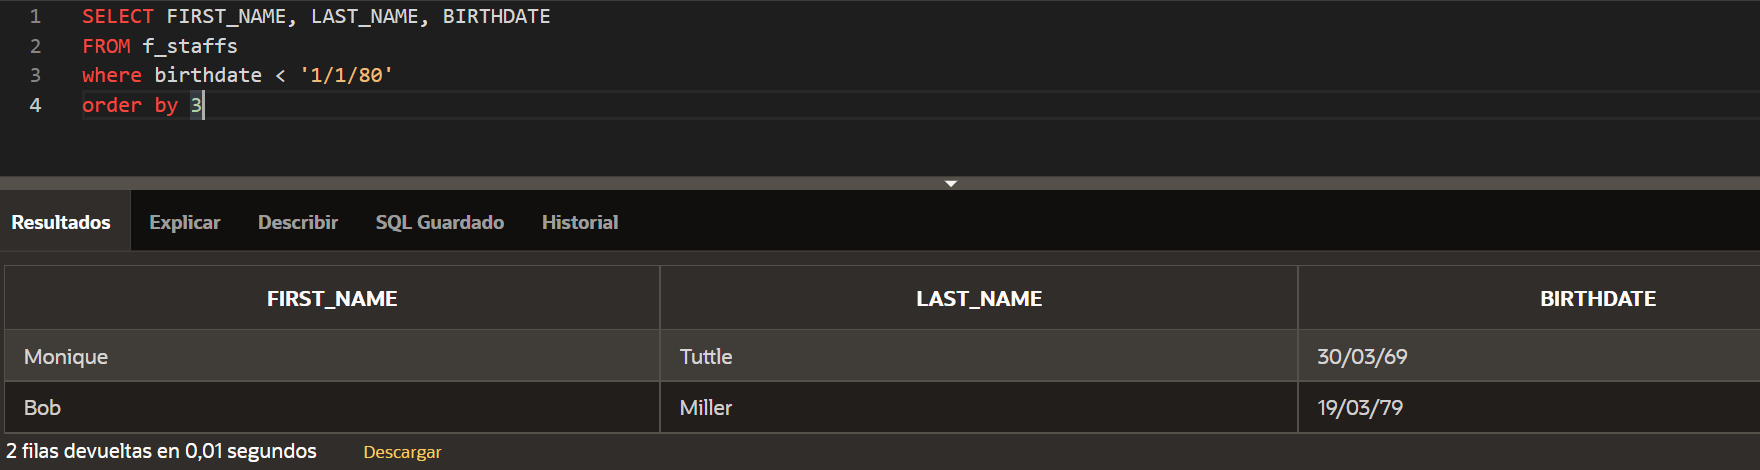 1 SELECT FIRST_NAME, LAST_NAME, BIRTHDATE
2 FROM f_staffs
3 where birthdate < '1/1/80'
4 order by 3
Resultados Explicar Describir SQL Guardado Historial
FIRST_NAME LAST_NAME BIRTHDATE
Monique Tuttle 30/03/69
Bob Miller 19/03/79
2 filas devueltas en 0,01 segundos Descargar